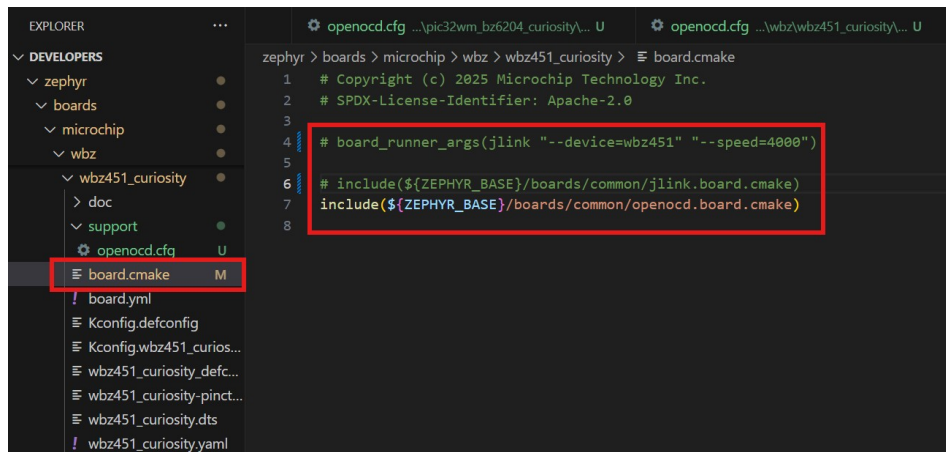 EXPLORER ...
DEVELOPERS
zephyr
boards
microchip
wbz
wbz451_curiosity
doc
support
openocd.cfg U
board.cmake M
board.yml
Kconfig.defconfig
Kconfig.wbz451_curios...
wbz451_curiosity_defc...
wbz451_curiosity-pinct...
wbz451_curiosity.dts
wbz451_curiosity.yaml
openocd.cfg ...\pic32wm_bz6204_curiosity\... U openocd.cfg ...\wbz\wbz451_curiosity\... U
zephyr > boards > microchip > wbz > wbz451_curiosity > board.cmake
1 # Copyright (c) 2025 Microchip Technology Inc.
2 # SPDX-License-Identifier: Apache-2.0
3
4 # board_runner_args(jlink "--device=wbz451" "--speed=4000")
5
6 # include(${ZEPHYR_BASE}/boards/common/jlink.board.cmake)
7 include(${ZEPHYR_BASE}/boards/common/openocd.board.cmake)
8